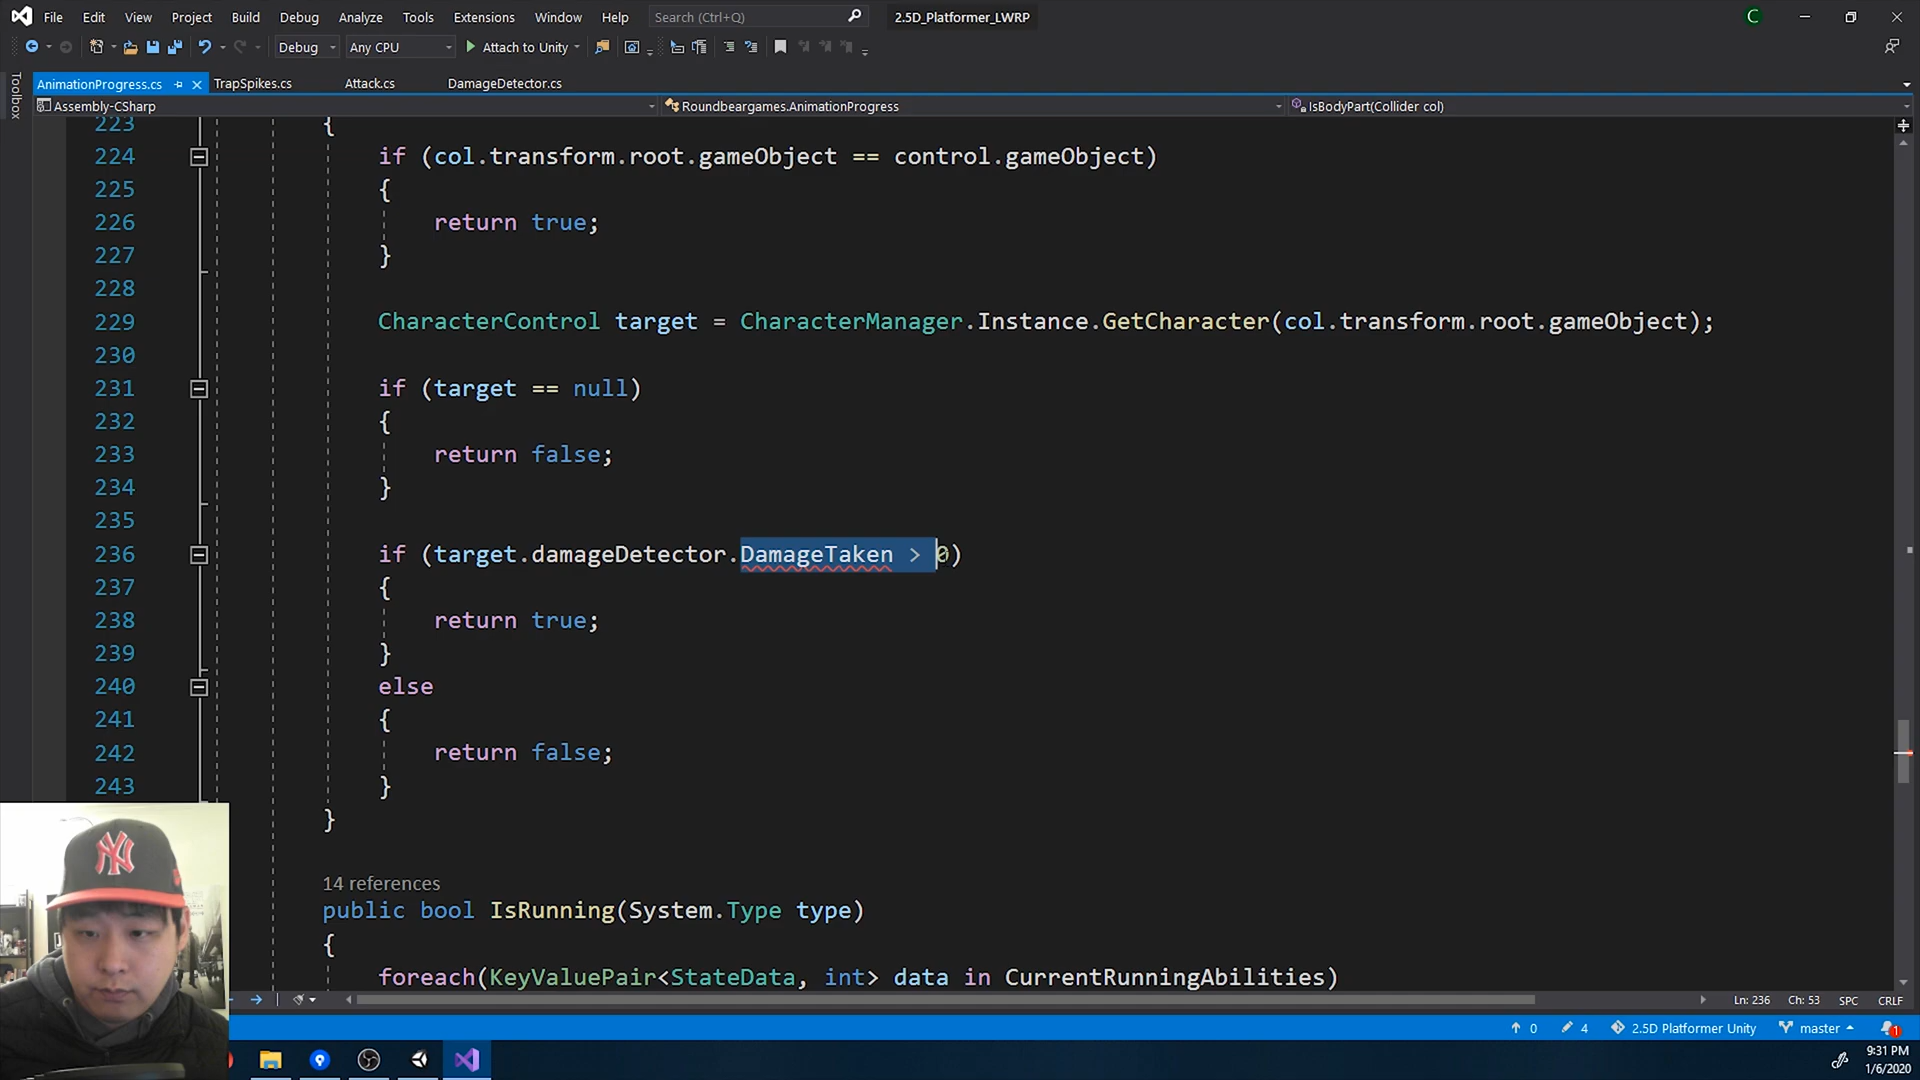 File Edit View Project Build Debug Analyze Tools Extensions Window Help Search (Ctrl+Q) 2.5D_Platformer_LWRP C
Debug Any CPU Attach to Unity
Toolbox
AnimationProgress.cs TrapSpikes.cs Attack.cs DamageDetector.cs
Assembly-CSharp Roundbeargames.AnimationProgress IsBodyPart(Collider col)
223 {
224 if (col.transform.root.gameObject == control.gameObject)
225 {
226 return true;
227 }
228
229 CharacterControl target = CharacterManager.Instance.GetCharacter(col.transform.root.gameObject);
230
231 if (target == null)
232 {
233 return false;
234 }
235
236 if (target.damageDetector.DamageTaken > 0)
237 {
238 return true;
239 }
240 else
241 {
242 return false;
243 }
}
14 references
public bool IsRunning(System.Type type)
{
foreach(KeyValuePair<StateData, int> data in CurrentRunningAbilities)
Ln: 236 Ch: 53 SPC CRLF
0 4 2.5D Platformer Unity master 1
9:31 PM
1/6/2020